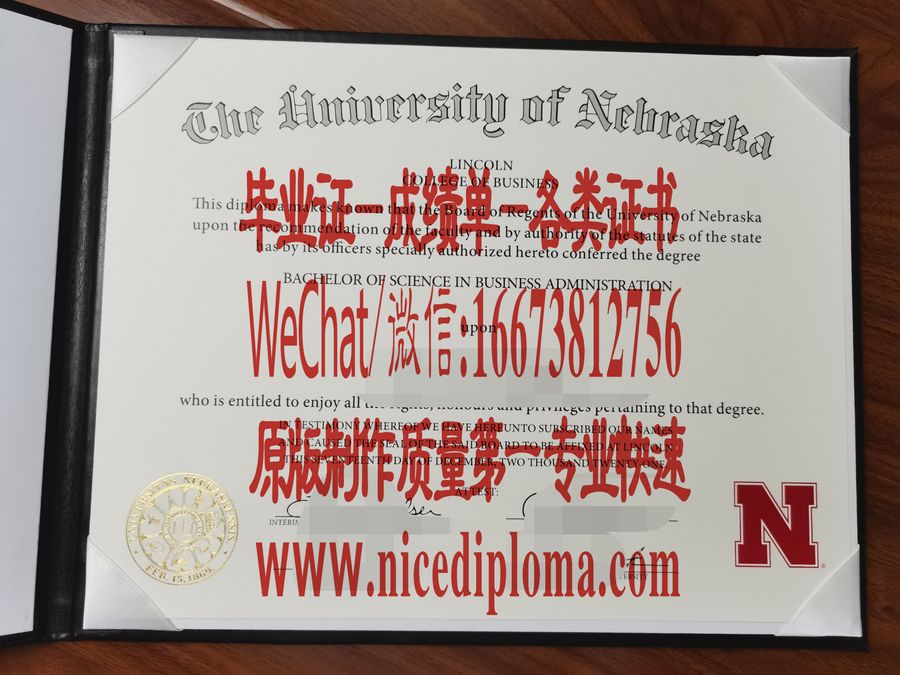 The University of Nebraska
LINCOLN
COLLEGE OF BUSINESS
毕业证一成绩单一各类证书
This diploma makes known that the Board of Regents of the University of Nebraska
upon the recommendation of the faculty and by authority of the statutes of the state
has by its officers specially authorized hereto conferred the degree
BACHELOR OF SCIENCE IN BUSINESS ADMINISTRATION
WeChat/微信:16673812756
upon
who is entitled to enjoy all the rights, honours and privileges pertaining to that degree.
IN TESTIMONY WHEREOF WE HAVE HEREUNTO SUBSCRIBED OUR NAMES
AND CAUSED THE SEAL OF THE SAID BOARD TO BE AFFIXED AT LINCOLN
THIS SEVENTEENTH DAY OF DECEMBER, TWO THOUSAND TWENTY-ONE
原版制作质量第一专业快速
ATTEST:
INTERIM
www.nicediploma.com
UNIVERSITAS NEBRASKENSIS
FEB. 15, 1869.
N